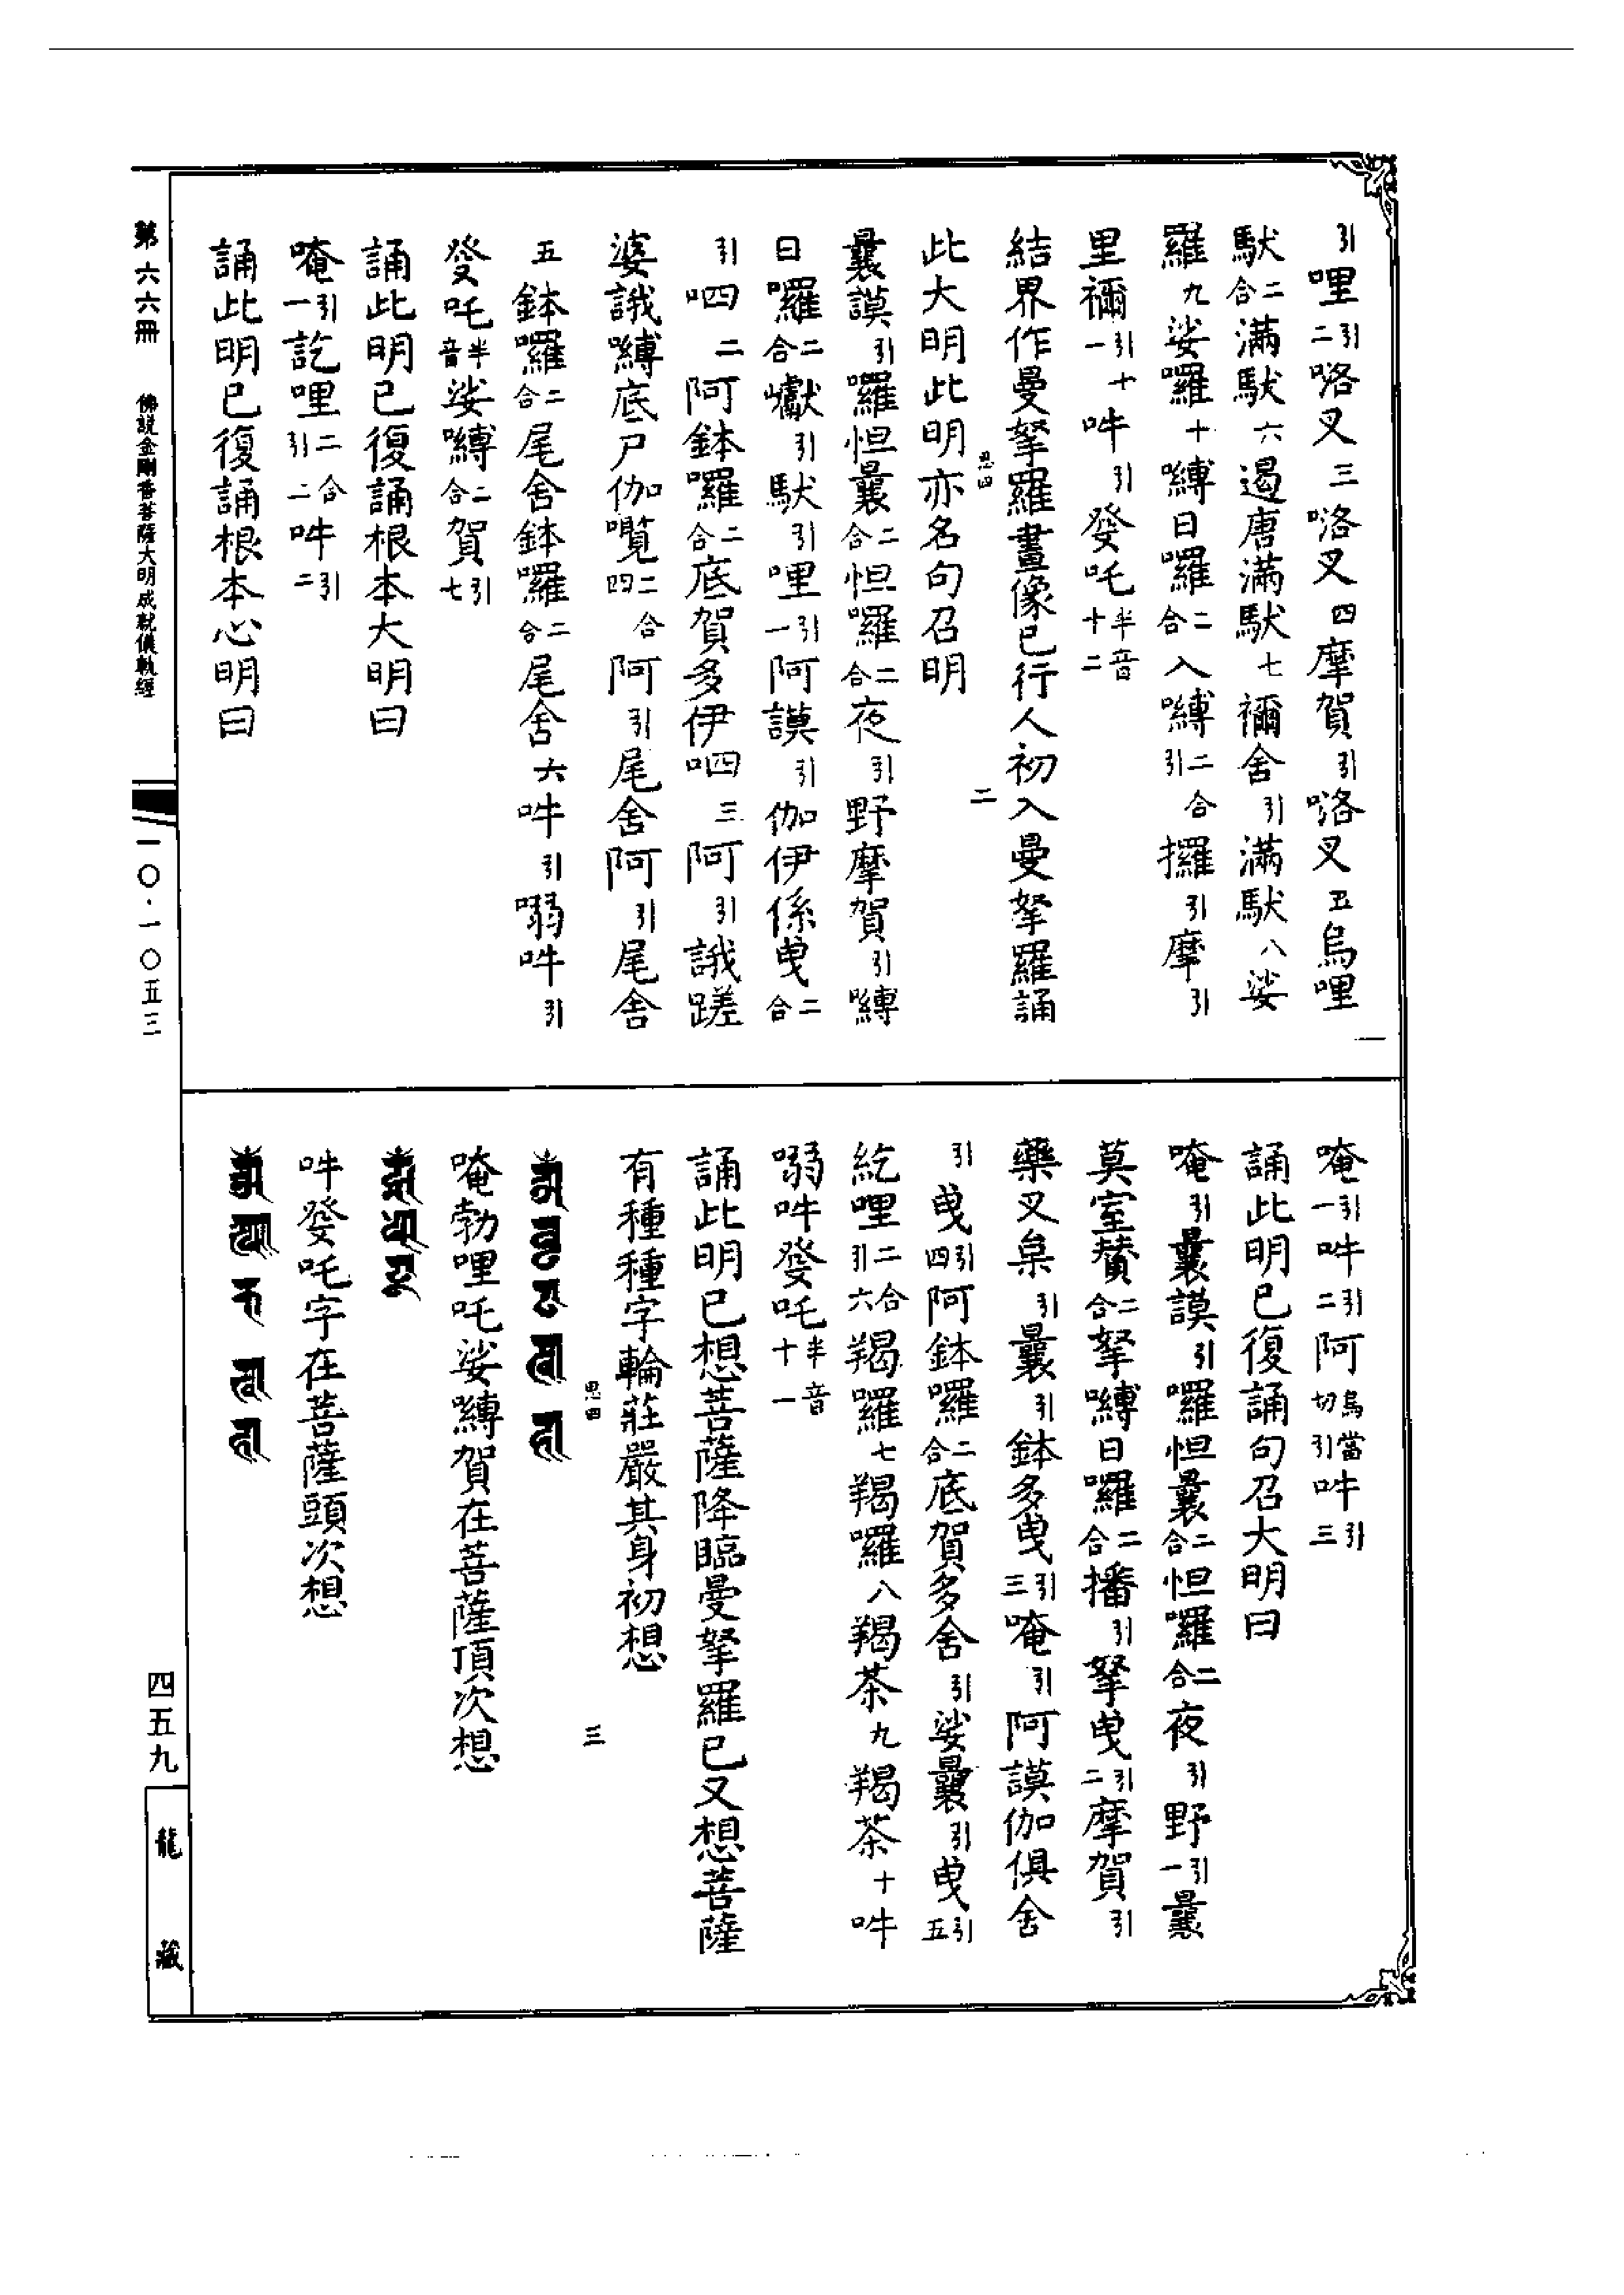 引哩引二咯叉三咯叉四摩賀引咯叉五烏哩
馱二合滿馱六遏唐滿馱七禰舍引滿馱八娑
羅九娑囉十嚩日囉二合入嚩二合引攞引摩引
里禰引十一吽引發吒半音十二
結界作曼拏羅畫像已行人初入曼拏羅誦
此大明此明亦名句召明
思四
二
曩謨引囉怛曩二合怛囉二合夜引野摩賀引嚩
日囉二合巘引馱引哩引一阿謨引伽伊係曳二合
引呬二阿鉢囉二合底賀多伊呬三阿引誐蹉
婆誐嚩底尸伽囕二合四阿引尾舍阿引尾舍
五鉢囉二合尾舍鉢囉二合尾舍六吽引嘚吽引
發吒半音娑嚩二合賀引七
誦此明已復誦根本大明曰
唵引一訖哩二合引二吽引二
誦此明已復誦根本心明曰
唵引一吽引二阿烏當切引吽引三
誦此明已復誦句召大明曰
唵引曩謨引囉怛曩二合怛囉二合夜引野引一曩
莫室贊二合拏嚩日囉二合播引拏曳引二摩賀引
藥叉枲引曩引鉢多曳引三唵引阿謨伽俱舍
引曳引四阿鉢囉二合底賀多舍引娑曩引曳引五
紇哩二合引六羯囉七羯囉八羯茶九羯茶十吽
嘚吽發吒半音十一
誦此明已想菩薩降臨曼拏羅已又想菩薩
有種種字輪莊嚴其身初想
思四
三
唵勃哩吒娑嚩賀在菩薩頂次想
吽發吒字在菩薩頭次想
第六六冊
佛說金剛香菩薩大明成就儀軌經
一〇·一〇五三
四五九
龍藏